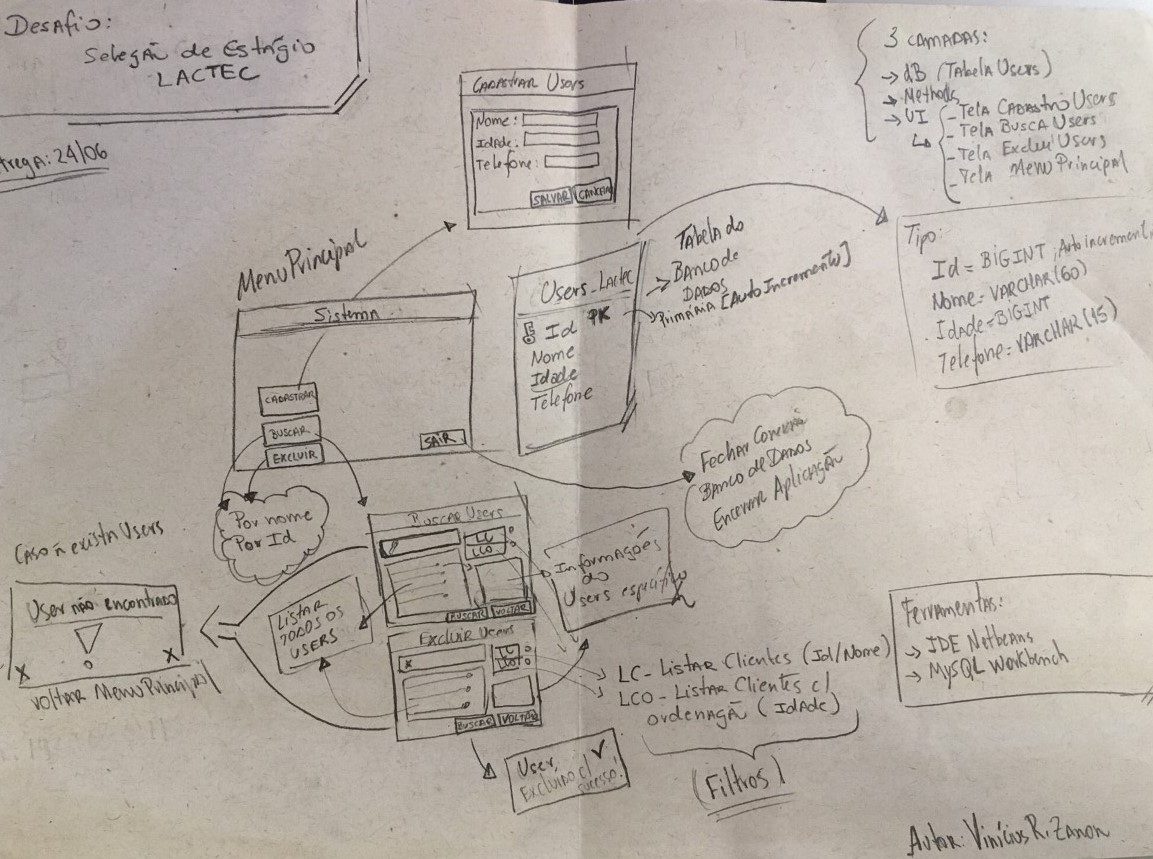 Desafio:
Seleção de Estágio
LACTEC
trega: 24/06
3 CAMADAS:
→ dB (Tabela Users)
→ Methods
→ UI
- Tela Cadastro Users
- Tela Busca Users
- Tela Excluí Users
- Tela Menu Principal
CADASTRAR Users
Nome:
Idade:
Telefone:
SALVAR
CANCELAR
Menu Principal
Sistema
CADASTRAR
BUSCAR
EXCLUIR
SAIR
Users_Lactec
Id PK
Nome
Idade
Telefone
Tabela do
BANCO de
DADOS
Primária [Auto Incremento]
Tipo:
Id = BIGINT, Auto increment
Nome = VARCHAR(60)
Idade = BIGINT
Telefone = VARCHAR(15)
Fechar Conexão
Banco de Dados
Encerrar Aplicação
Por nome
Por Id
Caso ñ exista Users
User não encontrado
X X
Voltar Menu Principal
LISTAR
TODOS OS
USERS
Buscar Users
LC
LCO
BUSCAR
VOLTAR
Informações
do
Users específico
Excluir Users
X
LC
LCO
BUSCAR
VOLTAR
LC - Listar Clientes (Id/Nome)
LCO - Listar Clientes c/
ordenação (Idade)
(Filtros)
User,
EXCLUIDO c/
sucesso!
Ferramentas:
→ IDE Netbeans
→ MySQL Workbench
Autor: Vinícius R. Zanon